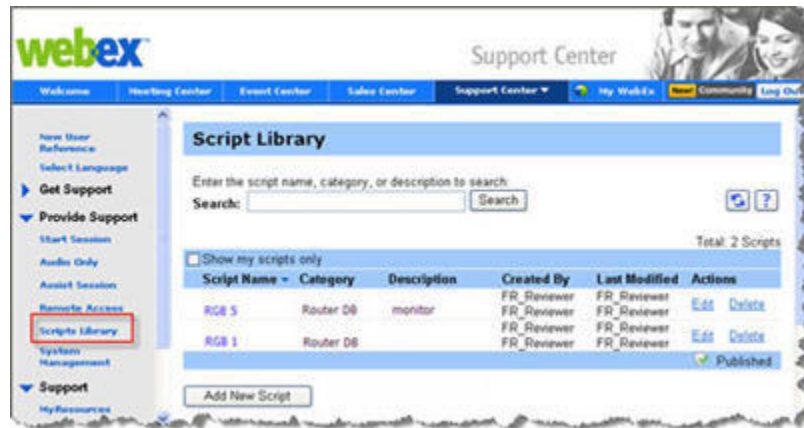 webex
Support Center
Welcome Meeting Center Event Center Sales Center Support Center My WebEx New! Community Log Out
New User
Reference
Select Language
Get Support
Provide Support
Start Session
Audio Only
Assist Session
Remote Access
Scripts Library
System
Management
Support
MyResources
Script Library
Enter the script name, category, or description to search:
Search: Search
?
Total: 2 Scripts
Show my scripts only
Script Name Category Description Created By Last Modified Actions
RGB 5 Router DB monitor FR_Reviewer FR_Reviewer FR_Reviewer FR_Reviewer Edit Delete
RGB 1 Router DB FR_Reviewer FR_Reviewer FR_Reviewer FR_Reviewer Edit Delete
Published
Add New Script